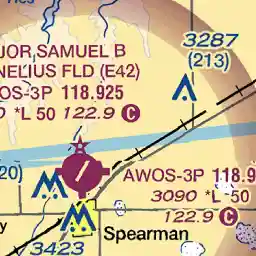 JOR SAMUEL B
NELIUS FLD (E42)
OS-3P 118.925
*L 50 122.9 C
3287
(213)
20)
AWOS-3P 118.9
3090 *L 50
122.9 C
3423
Spearman